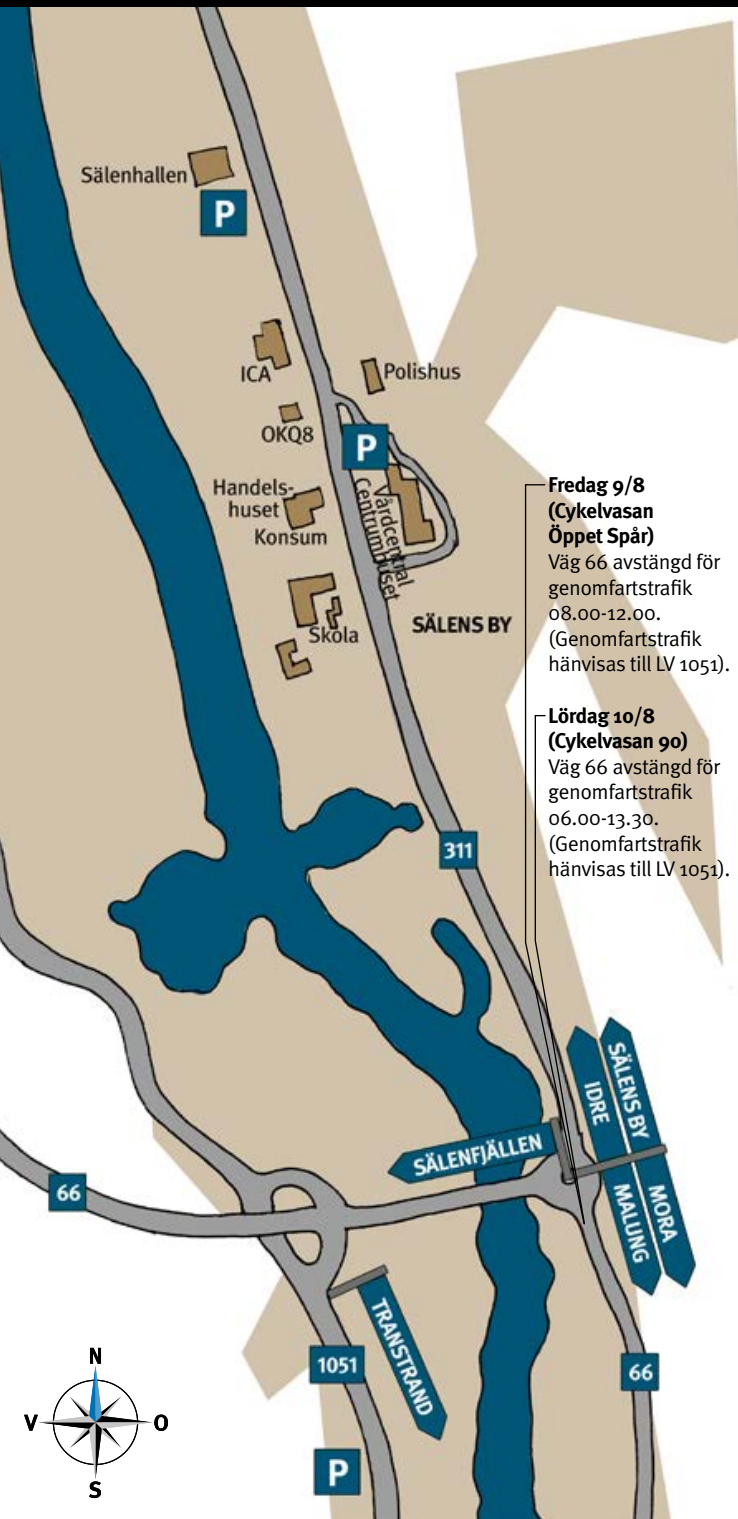 Sälenhallen
P
ICA
Polishus
OKQ8
P
Handels-
huset
Konsum
Vårdcentral
Centrumhuset
Skola
SÄLENS BY
Fredag 9/8
(Cykelvasan
Öppet Spår)
Väg 66 avstängd för
genomfartstrafik
08.00-12.00.
(Genomfartstrafik
hänvisas till LV 1051).
Lördag 10/8
(Cykelvasan 90)
Väg 66 avstängd för
genomfartstrafik
06.00-13.30.
(Genomfartstrafik
hänvisas till LV 1051).
311
IDRE
SÄLENS BY
SÄLENFJÄLLEN
MALUNG
MORA
66
TRANSTRAND
1051
66
P
N
V
O
S